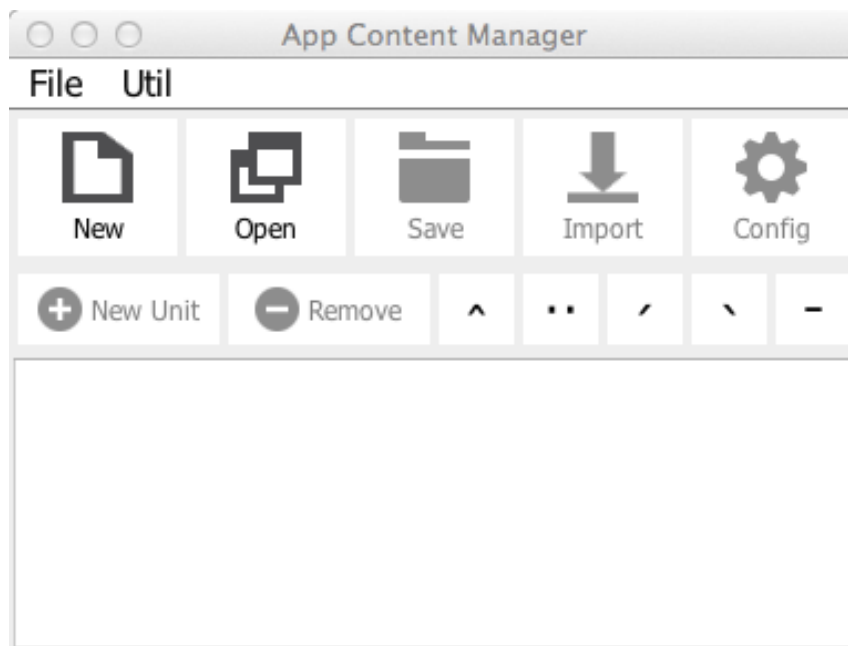 App Content Manager
File Util
New Open Save Import Config
New Unit Remove ^ ·· ˊ ˋ -